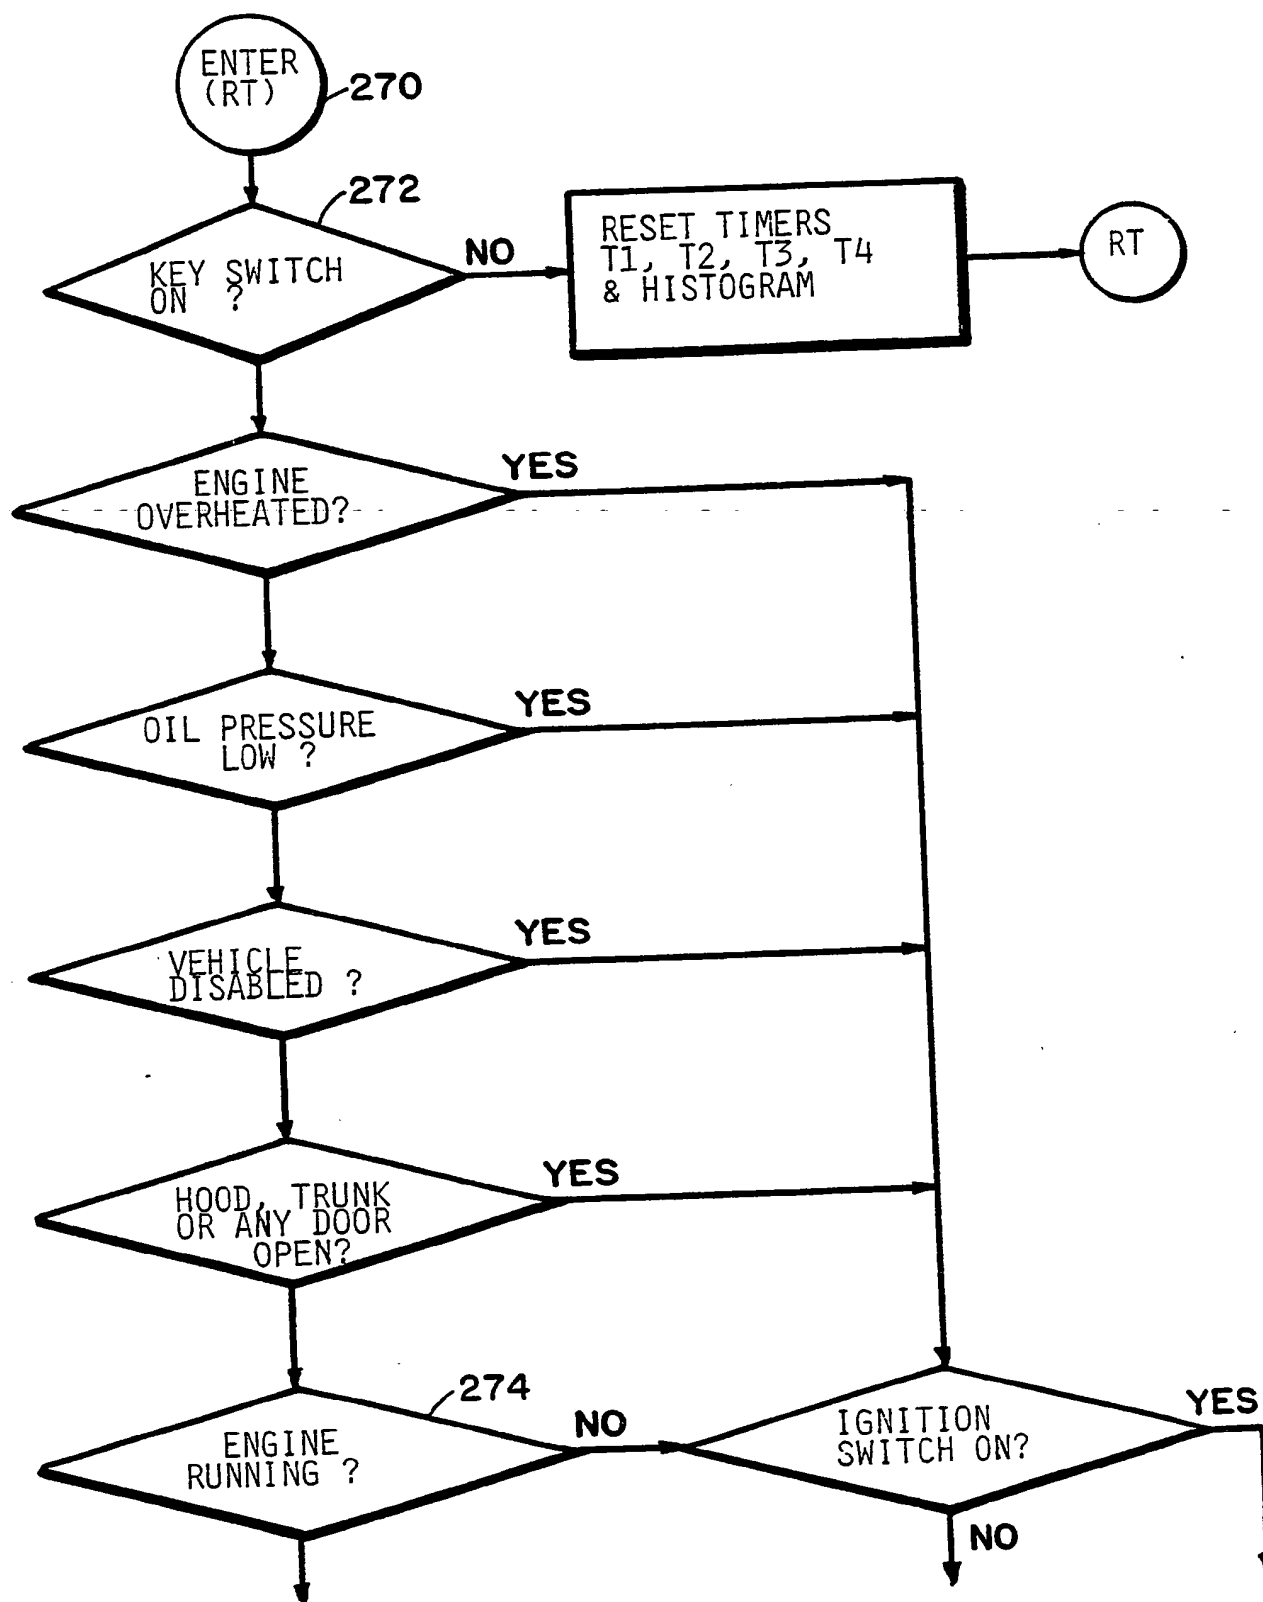 ENTER
(RT)
270
272
KEY SWITCH
ON ?
NO
RESET TIMERS
T1, T2, T3, T4
& HISTOGRAM
RT
ENGINE
OVERHEATED?
YES
OIL PRESSURE
LOW ?
YES
VEHICLE
DISABLED ?
YES
HOOD, TRUNK
OR ANY DOOR
OPEN?
YES
274
ENGINE
RUNNING ?
NO
IGNITION
SWITCH ON?
YES
NO